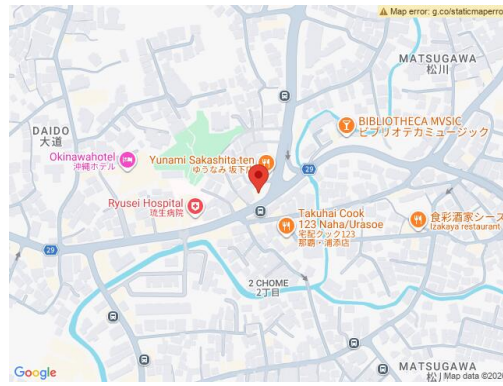 Map error: g.co/staticmaperro
MATSUGAWA
松川
BIBLIOTHECA MVSIC
ビブリオテカミュージック
DAIDO
大道
Okinawahotel
沖縄ホテル
Yunami Sakashita-ten
ゆうなみ 坂下
29
Ryusei Hospital
琉生病院
Takuhai Cook
123 Naha/Urasoe
宅配クック123
那覇・浦添店
食彩酒家シーズ
Izakaya restaurant
29
2 CHOME
2丁目
MATSUGAWA
松川
Google
Map data ©202